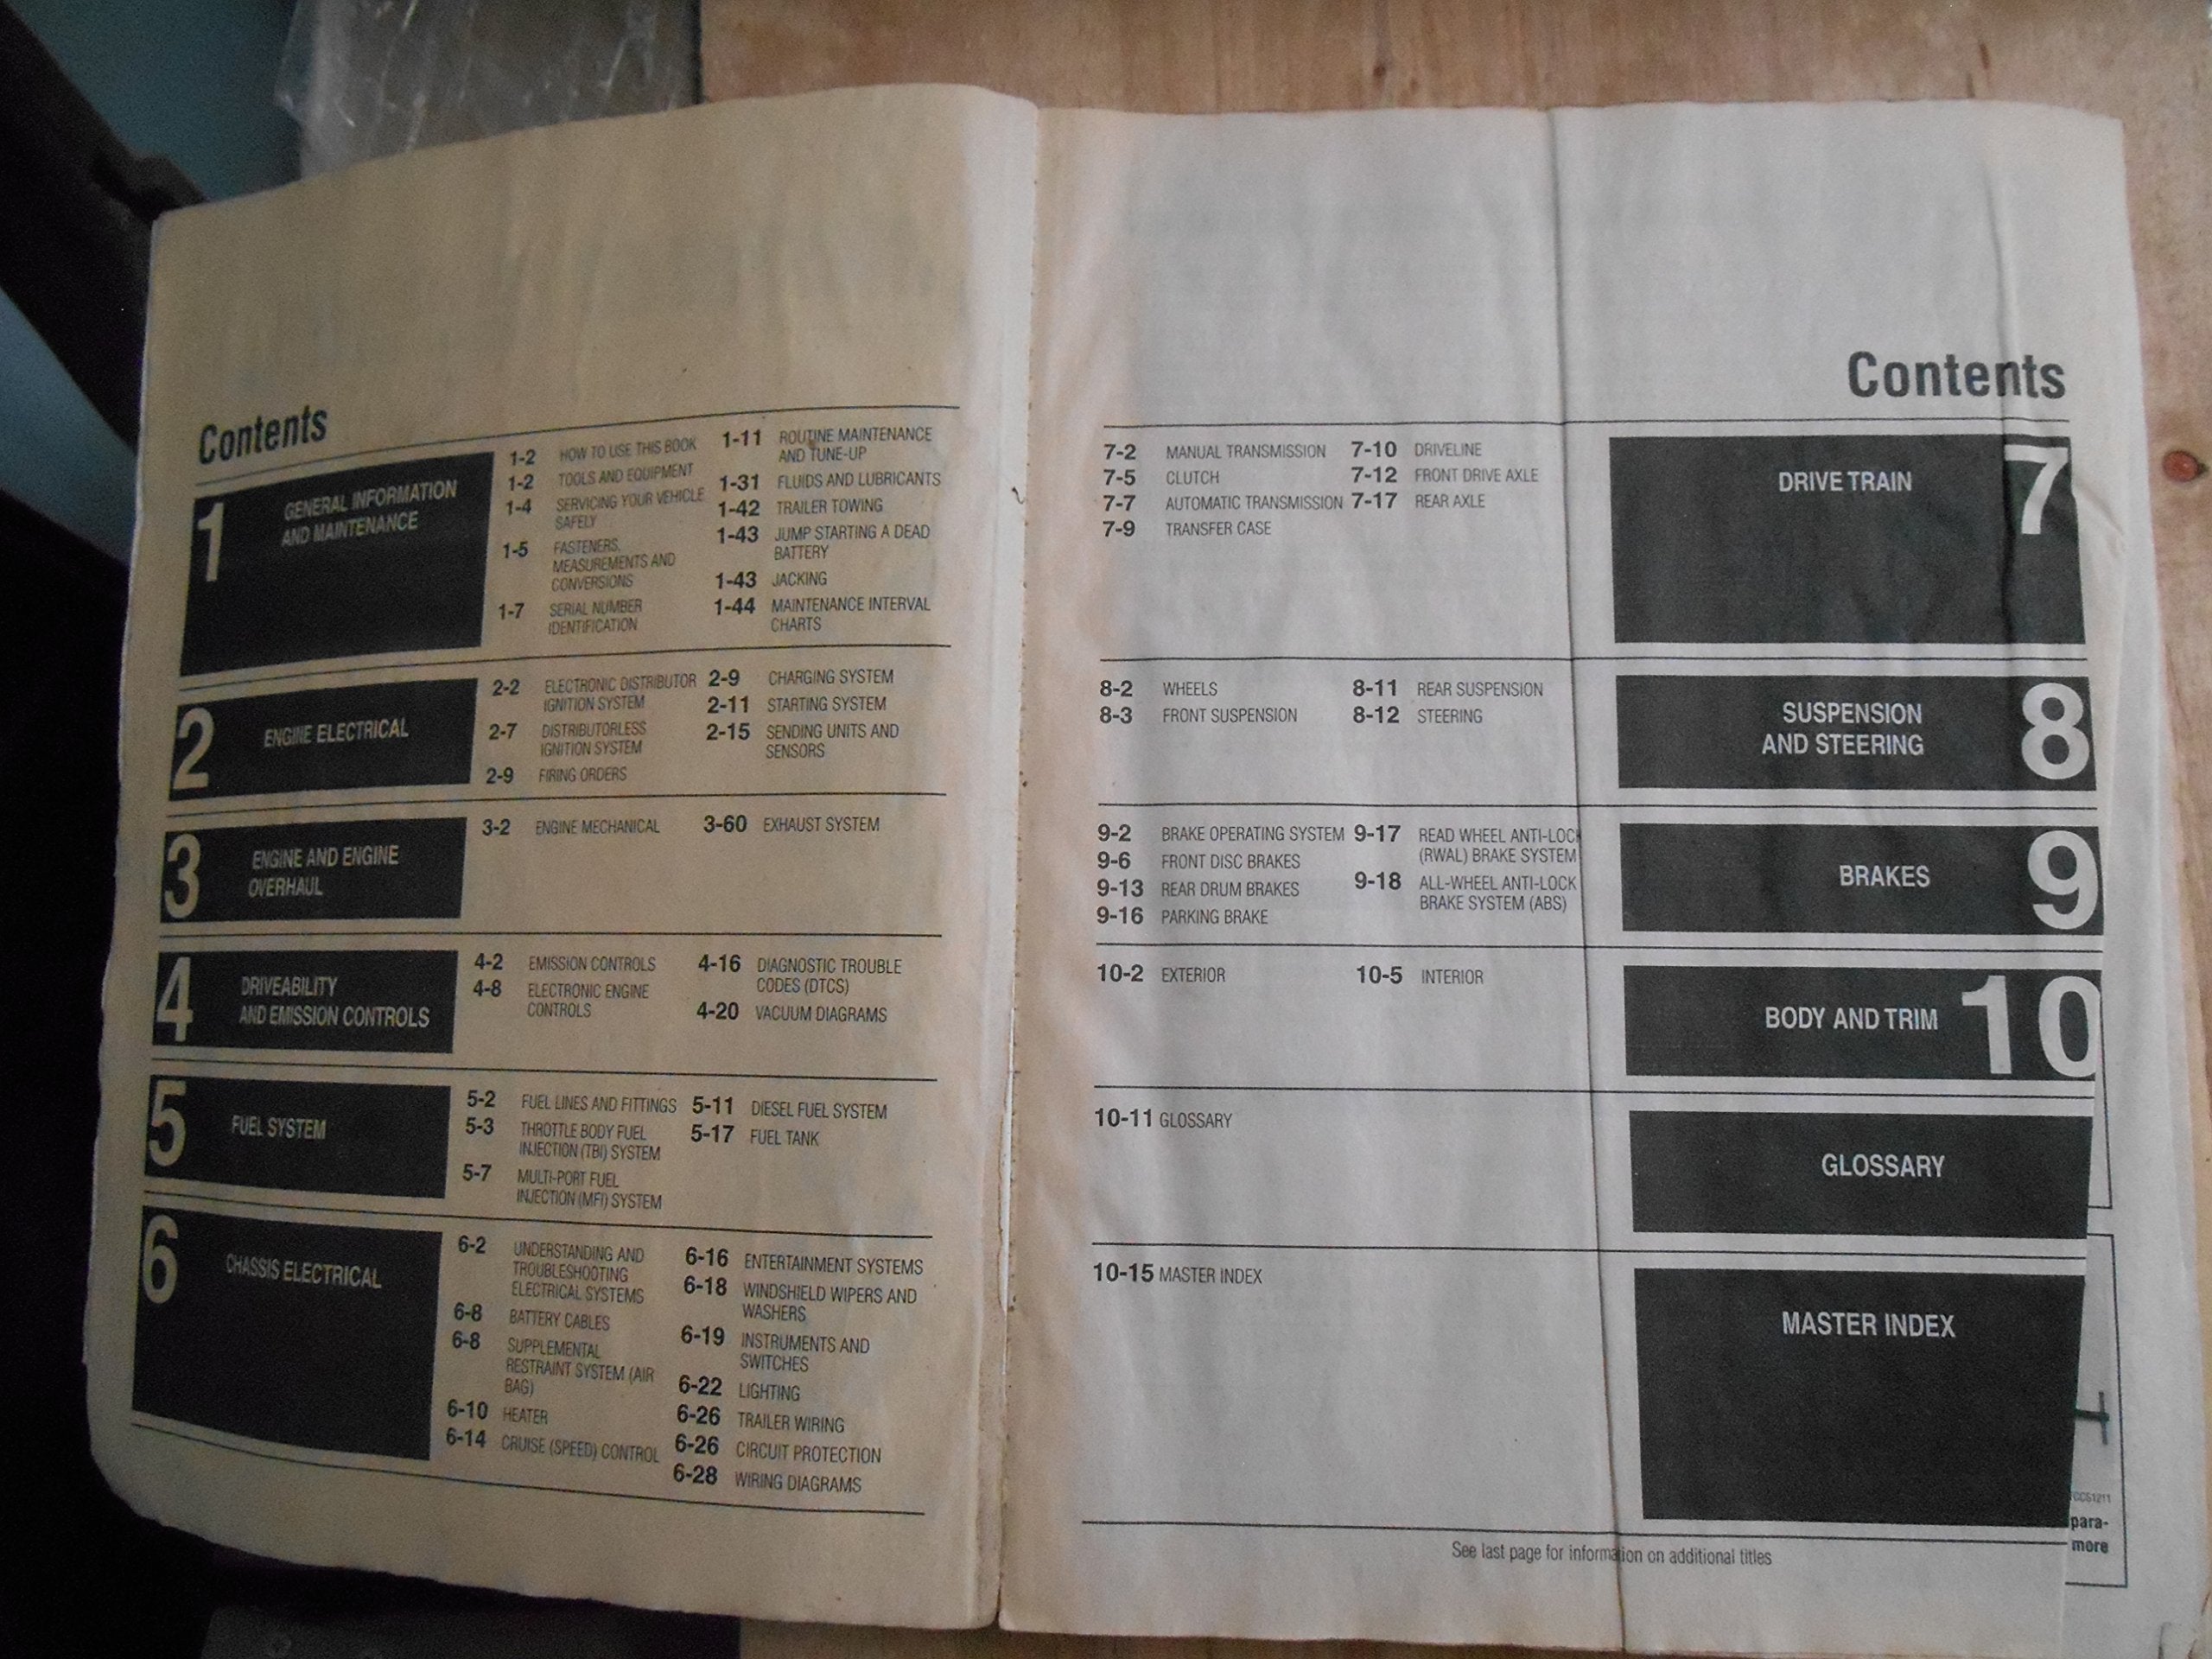 Contents
1
GENERAL INFORMATION
AND MAINTENANCE
1-2 HOW TO USE THIS BOOK
1-2 TOOLS AND EQUIPMENT
1-4 SERVICING YOUR VEHICLE
SAFELY
1-5 FASTENERS,
MEASUREMENTS AND
CONVERSIONS
1-7 SERIAL NUMBER
IDENTIFICATION
1-11 ROUTINE MAINTENANCE
AND TUNE-UP
1-31 FLUIDS AND LUBRICANTS
1-42 TRAILER TOWING
1-43 JUMP STARTING A DEAD
BATTERY
1-43 JACKING
1-44 MAINTENANCE INTERVAL
CHARTS
2
ENGINE ELECTRICAL
2-2 ELECTRONIC DISTRIBUTOR
IGNITION SYSTEM
2-7 DISTRIBUTORLESS
IGNITION SYSTEM
2-9 FIRING ORDERS
2-9 CHARGING SYSTEM
2-11 STARTING SYSTEM
2-15 SENDING UNITS AND
SENSORS
3
ENGINE AND ENGINE
OVERHAUL
3-2 ENGINE MECHANICAL
3-60 EXHAUST SYSTEM
4
DRIVEABILITY
AND EMISSION CONTROLS
4-2 EMISSION CONTROLS
4-8 ELECTRONIC ENGINE
CONTROLS
4-16 DIAGNOSTIC TROUBLE
CODES (DTCS)
4-20 VACUUM DIAGRAMS
5
FUEL SYSTEM
5-2 FUEL LINES AND FITTINGS
5-3 THROTTLE BODY FUEL
INJECTION (TBI) SYSTEM
5-7 MULTI-PORT FUEL
INJECTION (MFI) SYSTEM
5-11 DIESEL FUEL SYSTEM
5-17 FUEL TANK
6
CHASSIS ELECTRICAL
6-2 UNDERSTANDING AND
TROUBLESHOOTING
ELECTRICAL SYSTEMS
6-8 BATTERY CABLES
6-8 SUPPLEMENTAL
RESTRAINT SYSTEM (AIR
BAG)
6-10 HEATER
6-14 CRUISE (SPEED) CONTROL
6-16 ENTERTAINMENT SYSTEMS
6-18 WINDSHIELD WIPERS AND
WASHERS
6-19 INSTRUMENTS AND
SWITCHES
6-22 LIGHTING
6-26 TRAILER WIRING
6-26 CIRCUIT PROTECTION
6-28 WIRING DIAGRAMS
Contents
7-2 MANUAL TRANSMISSION
7-5 CLUTCH
7-7 AUTOMATIC TRANSMISSION
7-9 TRANSFER CASE
7-10 DRIVELINE
7-12 FRONT DRIVE AXLE
7-17 REAR AXLE
DRIVE TRAIN
7
8-2 WHEELS
8-3 FRONT SUSPENSION
8-11 REAR SUSPENSION
8-12 STEERING
SUSPENSION
AND STEERING
8
9-2 BRAKE OPERATING SYSTEM
9-6 FRONT DISC BRAKES
9-13 REAR DRUM BRAKES
9-16 PARKING BRAKE
9-17 READ WHEEL ANTI-LOCK
(RWAL) BRAKE SYSTEM
9-18 ALL-WHEEL ANTI-LOCK
BRAKE SYSTEM (ABS)
BRAKES
9
10-2 EXTERIOR
10-5 INTERIOR
BODY AND TRIM
10
10-11 GLOSSARY
GLOSSARY
10-15 MASTER INDEX
MASTER INDEX
See last page for information on additional titles
para-
more